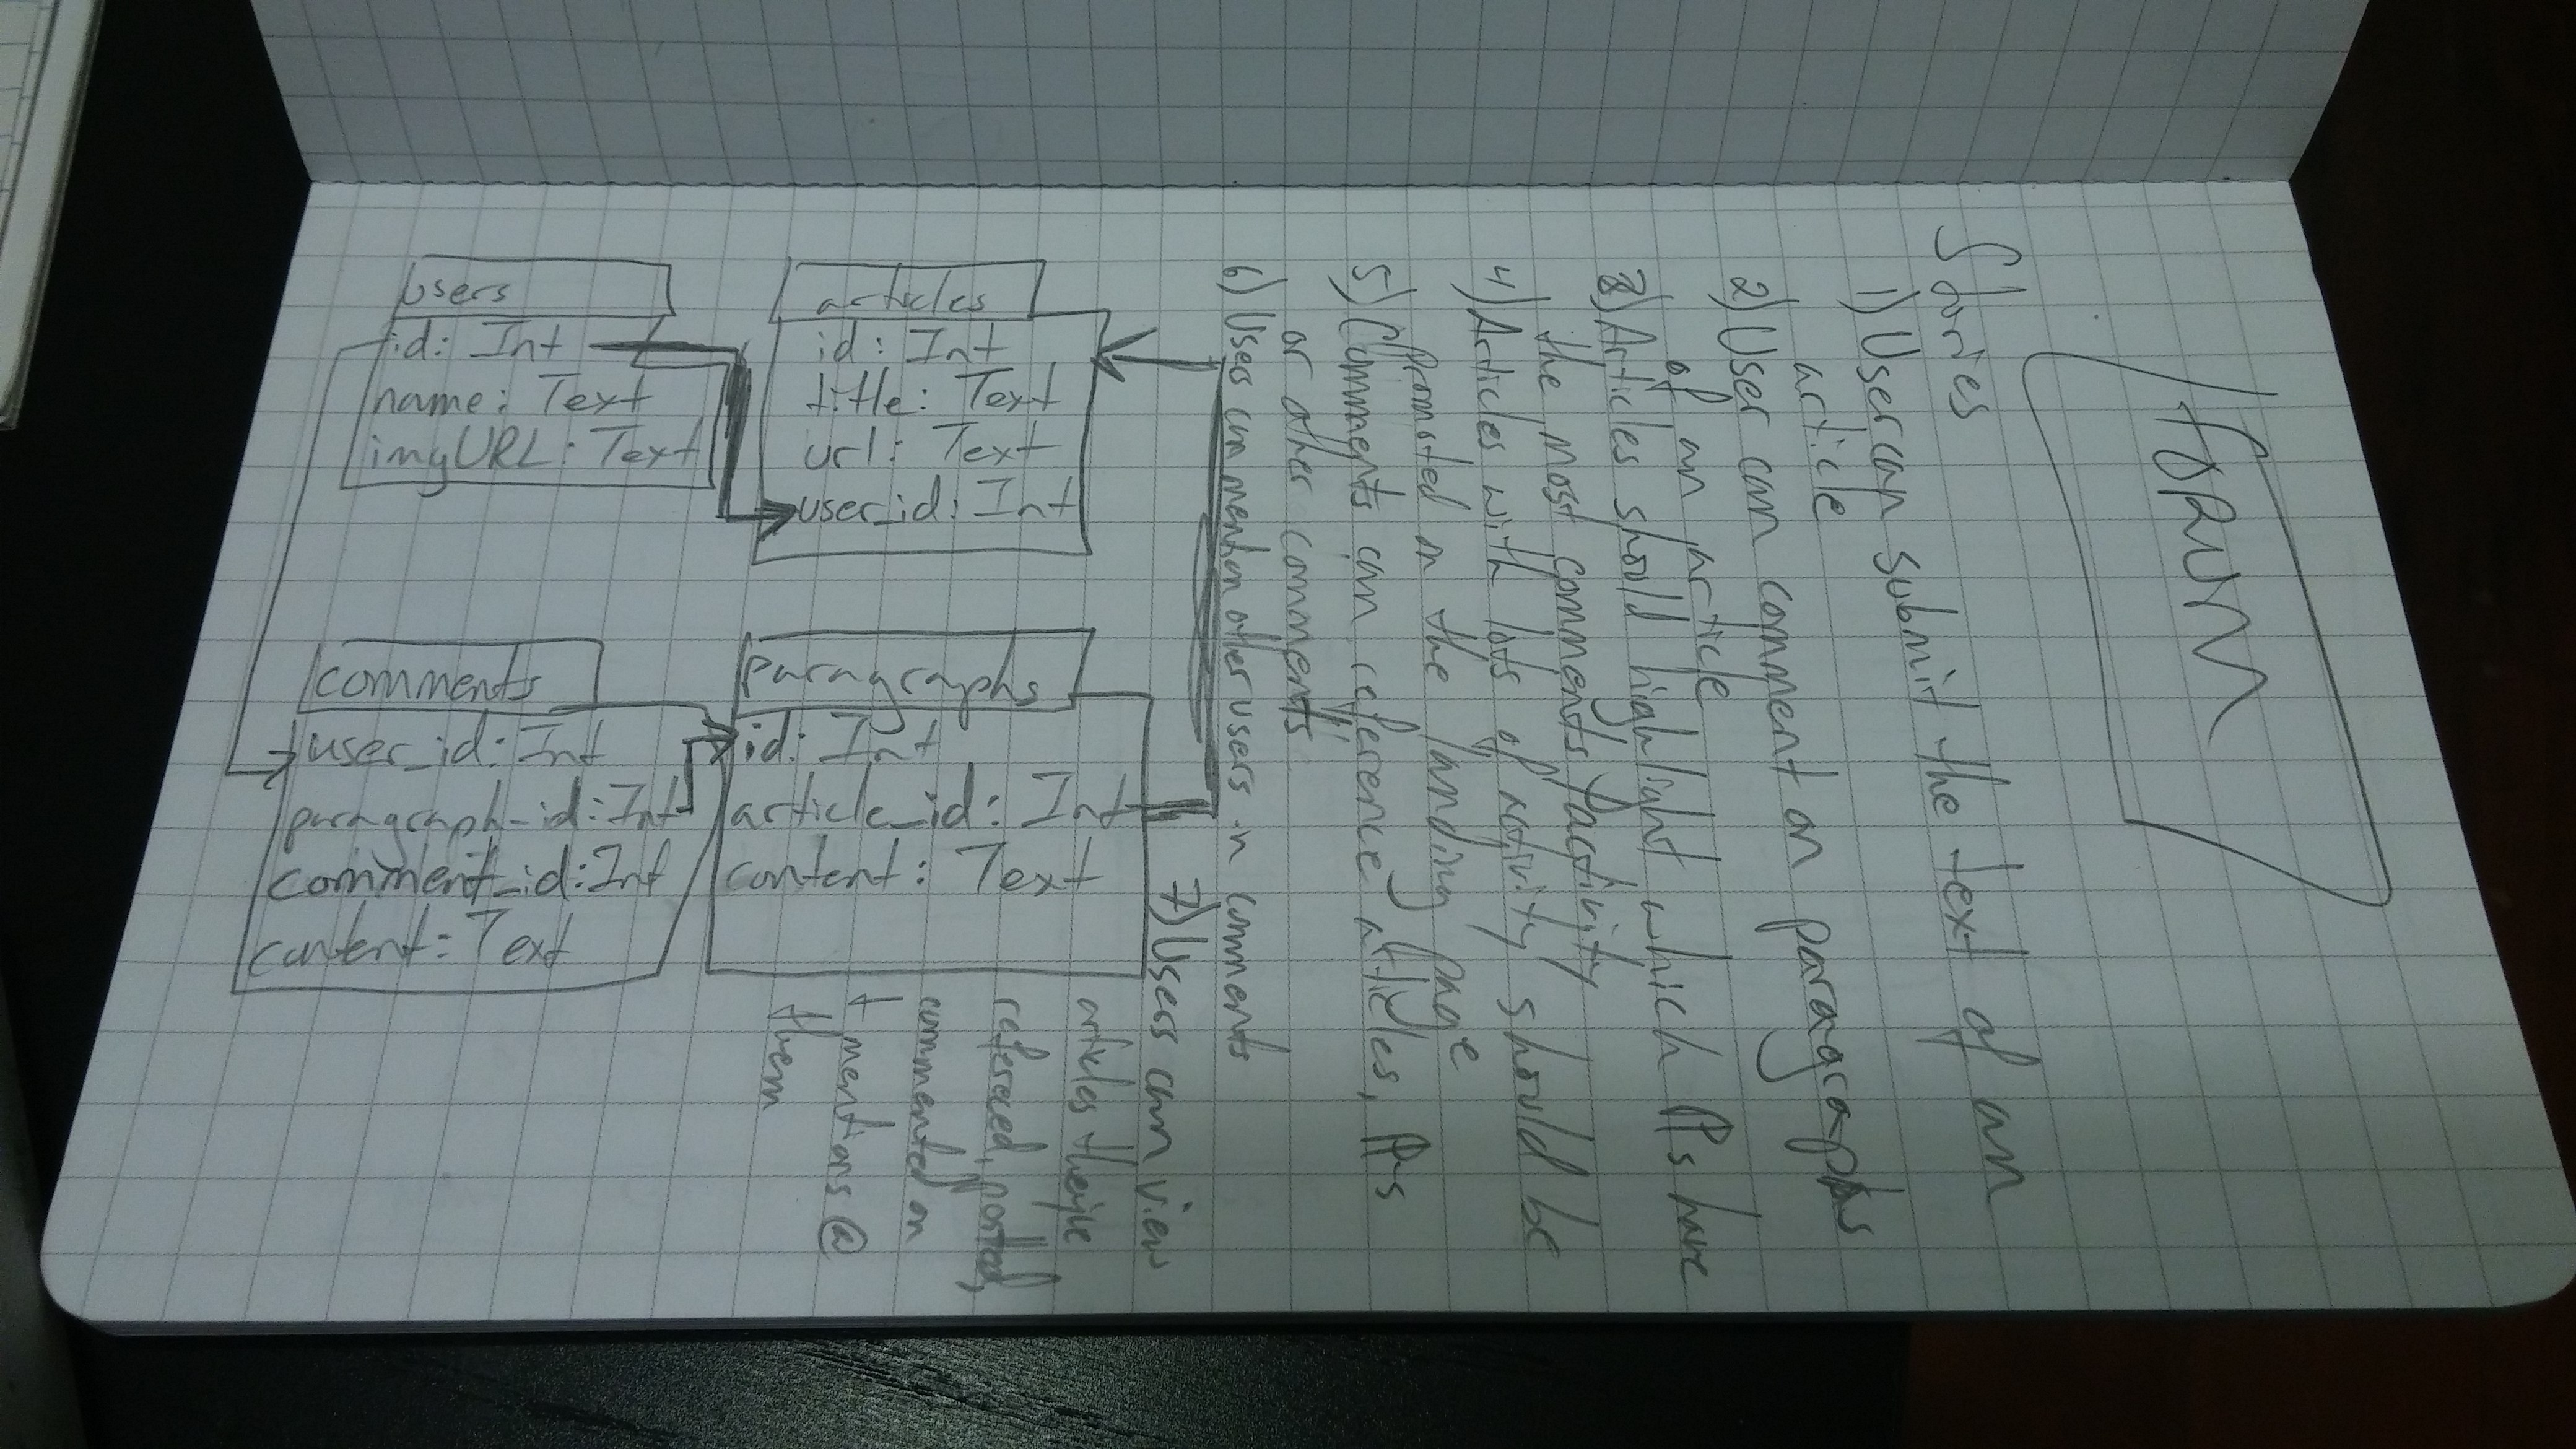 forum
Stories
1) User can submit the text of an
article
2) User can comment on paragraphs
of an article
3) Articles should highlight which PPs have
the most comments/activity
4) Articles with lots of activity should be
promoted on the landing page
5) Comments can reference articles, PPs
or other comments
6) Users can mention other users in comments
7) Users can view
articles they've
refereced, posted,
commented on
+ mentions @
them
users
id: Int
name: Text
imgURL: Text
articles
id: Int
title: Text
url: Text
user_id: Int
comments
user_id: Int
paragraph_id: Int
comment_id: Int
content: Text
paragraphs
id: Int
article_id: Int
content: Text